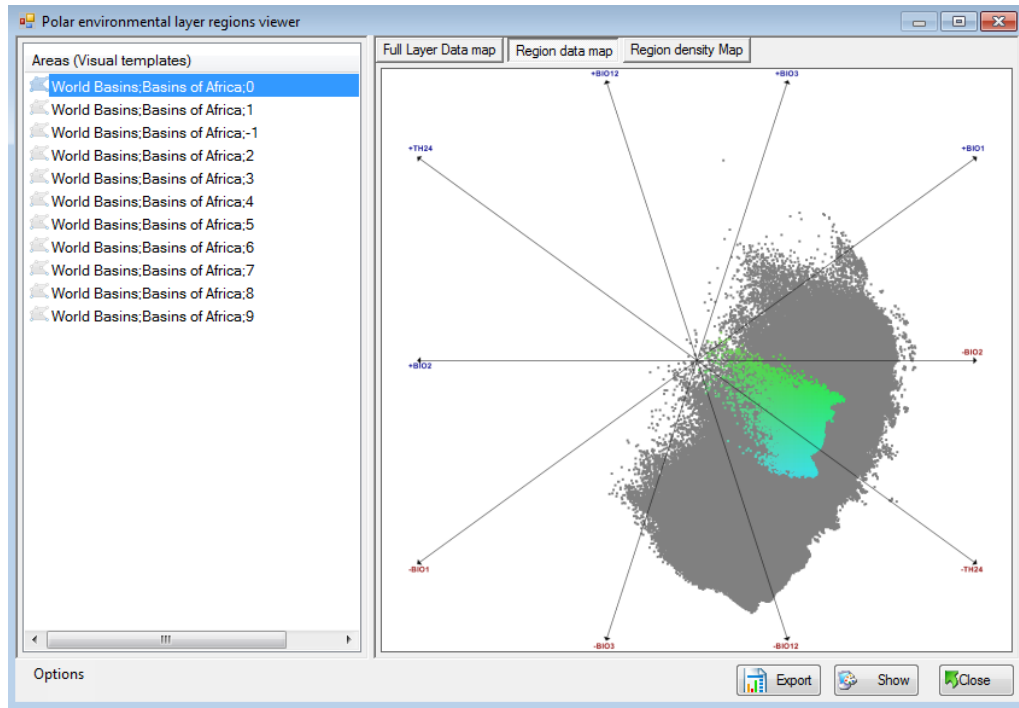 Polar environmental layer regions viewer
Areas (Visual templates)
World Basins;Basins of Africa;0
World Basins;Basins of Africa;1
World Basins;Basins of Africa;-1
World Basins;Basins of Africa;2
World Basins;Basins of Africa;3
World Basins;Basins of Africa;4
World Basins;Basins of Africa;5
World Basins;Basins of Africa;6
World Basins;Basins of Africa;7
World Basins;Basins of Africa;8
World Basins;Basins of Africa;9
Full Layer Data map Region data map Region density Map
+BIO12 +BIO3
+TH24 +BIO1
+BIO2 -BIO2
-BIO1 -TH24
-BIO3 -BIO12
Options
Export Show Close